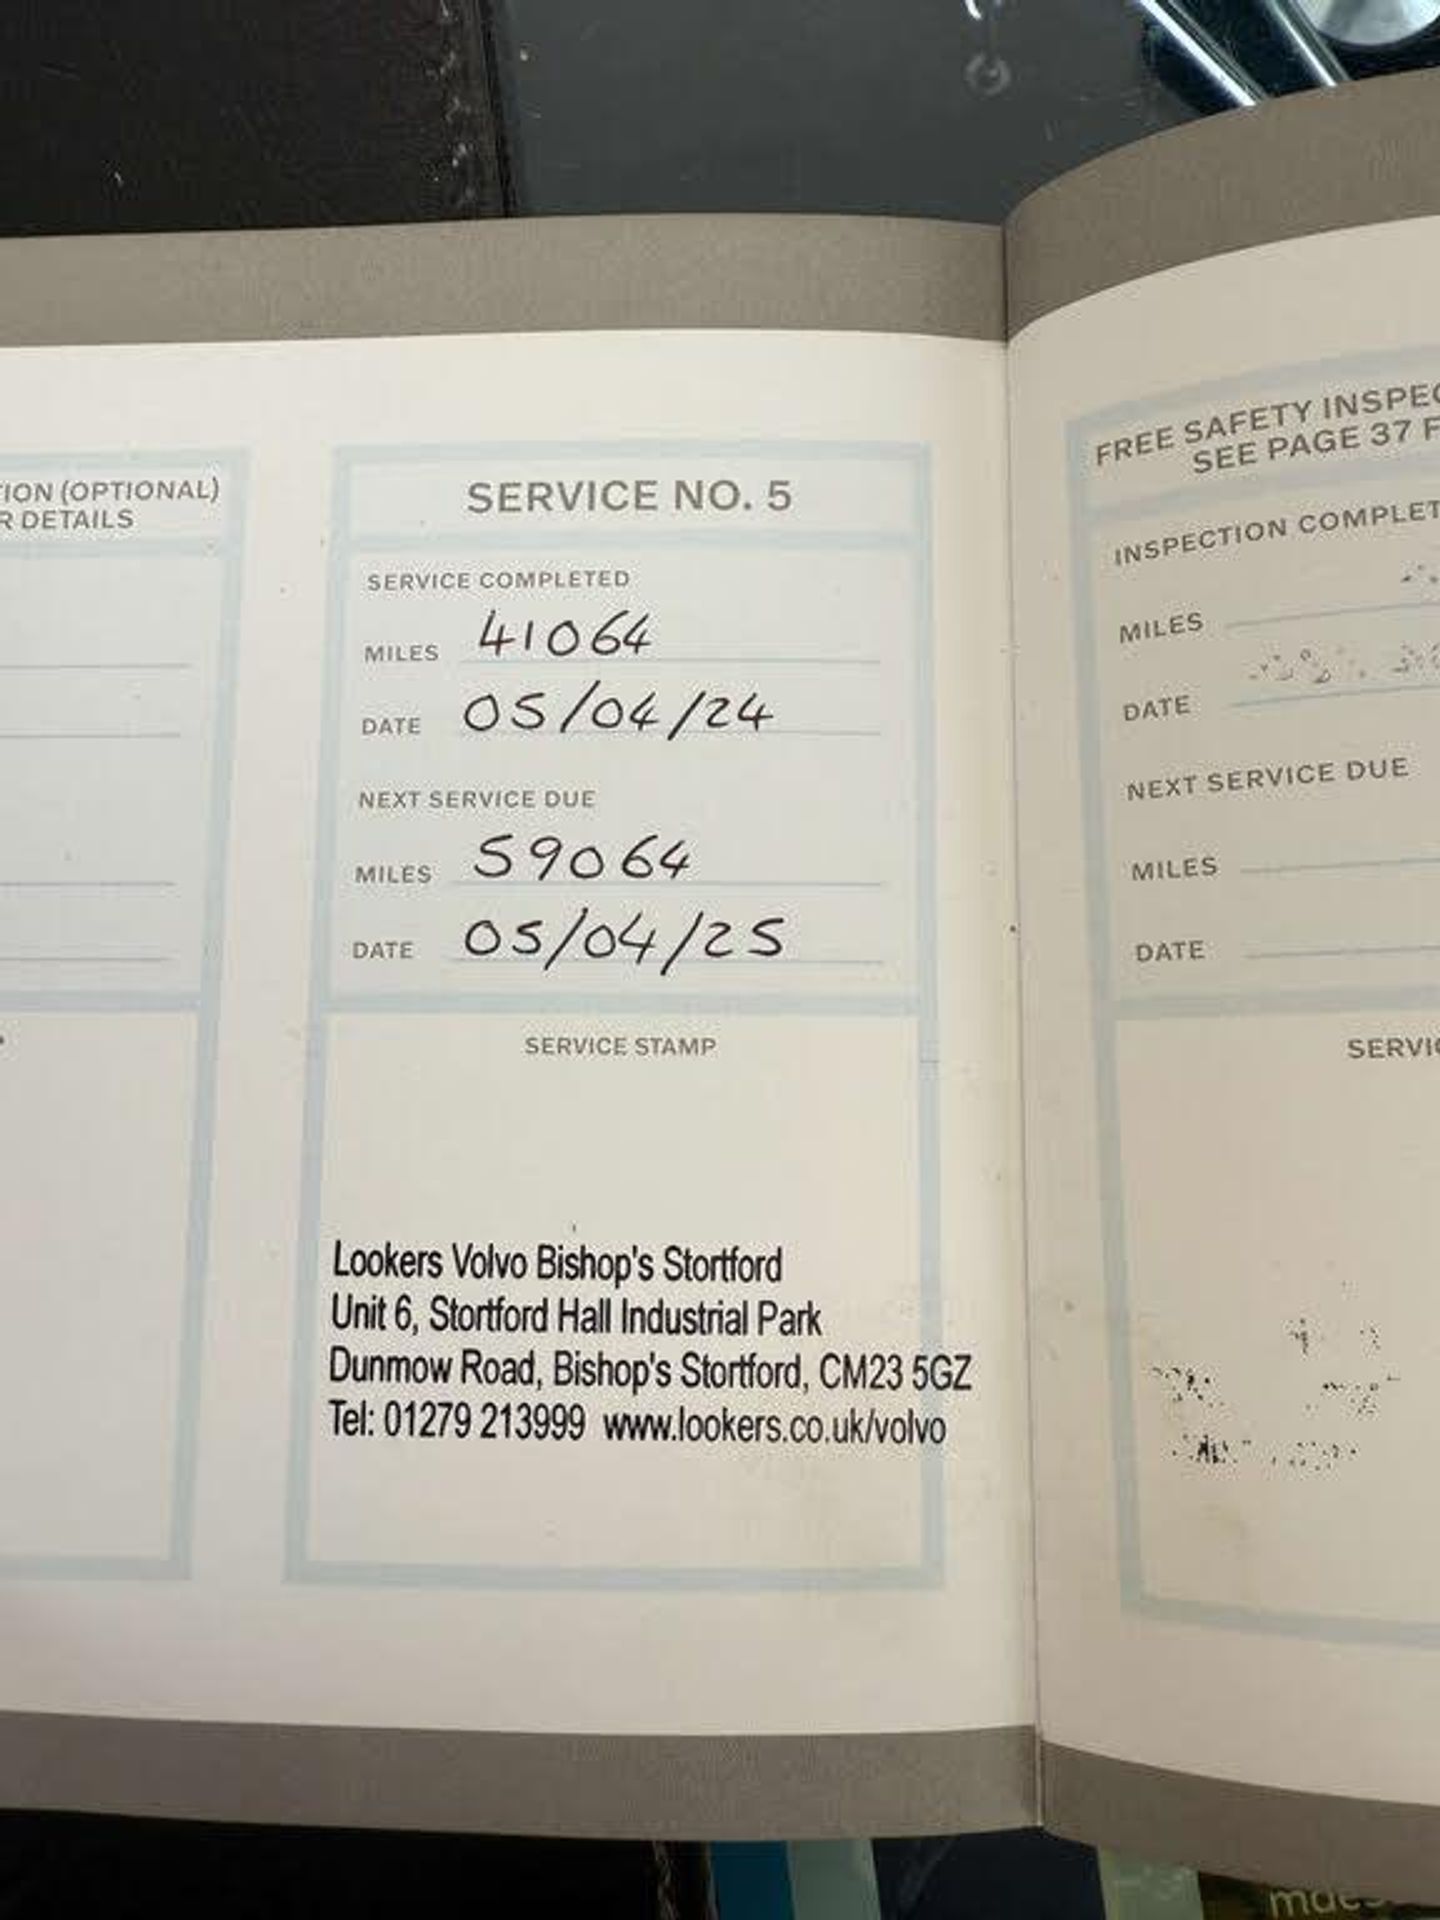 ION (OPTIONAL)
R DETAILS
SERVICE NO. 5
SERVICE COMPLETED
MILES 41064
DATE 05/04/24
NEXT SERVICE DUE
MILES 59064
DATE 05/04/25
SERVICE STAMP
Lookers Volvo Bishop's Stortford
Unit 6, Stortford Hall Industrial Park
Dunmow Road, Bishop's Stortford, CM23 5GZ
Tel: 01279 213999 www.lookers.co.uk/volvo
FREE SAFETY INSPEC
SEE PAGE 37 F
INSPECTION COMPLET
MILES
DATE
NEXT SERVICE DUE
MILES
DATE
SERVIC